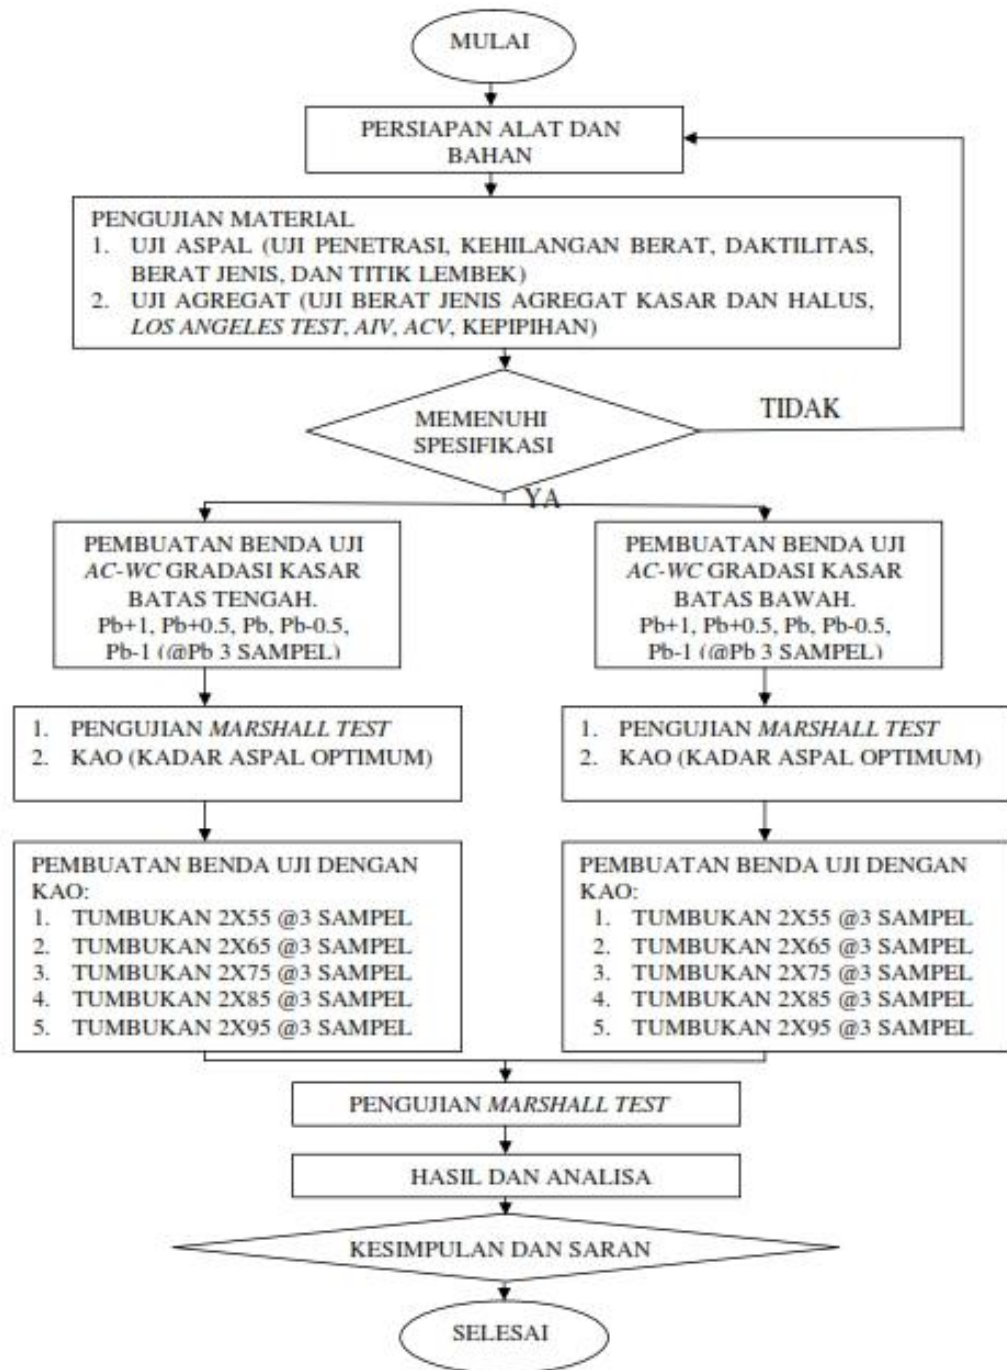 MULAI
PERSIAPAN ALAT DAN
BAHAN
PENGUJIAN MATERIAL
1. UJI ASPAL (UJI PENETRASI, KEHILANGAN BERAT, DAKTILITAS,
BERAT JENIS, DAN TITIK LEMBEK)
2. UJI AGREGAT (UJI BERAT JENIS AGREGAT KASAR DAN HALUS,
LOS ANGELES TEST, AIV, ACV, KEPIPIHAN)
MEMENUHI
SPESIFIKASI
TIDAK
YA
PEMBUATAN BENDA UJI
AC-WC GRADASI KASAR
BATAS TENGAH.
Pb+1, Pb+0.5, Pb, Pb-0.5,
Pb-1 (@Pb 3 SAMPEL)
PEMBUATAN BENDA UJI
AC-WC GRADASI KASAR
BATAS BAWAH.
Pb+1, Pb+0.5, Pb, Pb-0.5,
Pb-1 (@Pb 3 SAMPEL)
1. PENGUJIAN MARSHALL TEST
2. KAO (KADAR ASPAL OPTIMUM)
1. PENGUJIAN MARSHALL TEST
2. KAO (KADAR ASPAL OPTIMUM)
PEMBUATAN BENDA UJI DENGAN
KAO:
1. TUMBUKAN 2X55 @3 SAMPEL
2. TUMBUKAN 2X65 @3 SAMPEL
3. TUMBUKAN 2X75 @3 SAMPEL
4. TUMBUKAN 2X85 @3 SAMPEL
5. TUMBUKAN 2X95 @3 SAMPEL
PEMBUATAN BENDA UJI DENGAN
KAO:
1. TUMBUKAN 2X55 @3 SAMPEL
2. TUMBUKAN 2X65 @3 SAMPEL
3. TUMBUKAN 2X75 @3 SAMPEL
4. TUMBUKAN 2X85 @3 SAMPEL
5. TUMBUKAN 2X95 @3 SAMPEL
PENGUJIAN MARSHALL TEST
HASIL DAN ANALISA
KESIMPULAN DAN SARAN
SELESAI